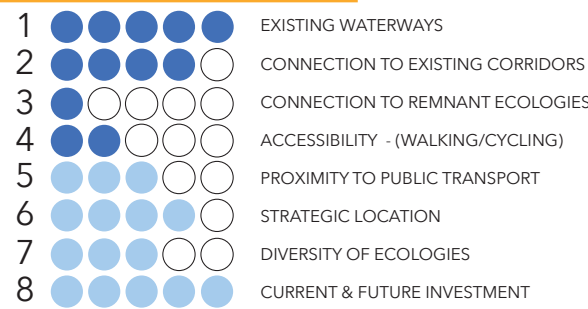 1 EXISTING WATERWAYS
2 CONNECTION TO EXISTING CORRIDORS
3 CONNECTION TO REMNANT ECOLOGIES
4 ACCESSIBILITY - (WALKING/CYCLING)
5 PROXIMITY TO PUBLIC TRANSPORT
6 STRATEGIC LOCATION
7 DIVERSITY OF ECOLOGIES
8 CURRENT & FUTURE INVESTMENT